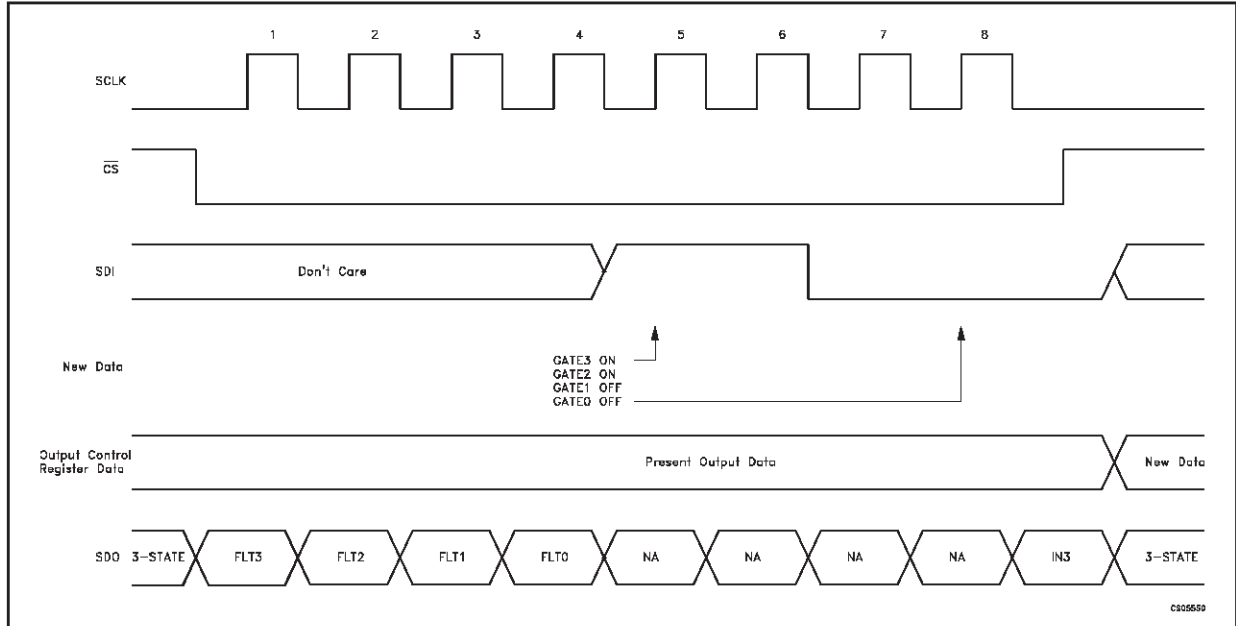 1 2 3 4 5 6 7 8
SCLK
CS
SDI Don't Care
New Data
GATE3 ON
GATE2 ON
GATE1 OFF
GATE0 OFF
Output Control
Register Data
Present Output Data New Data
SDO 3-STATE FLT3 FLT2 FLT1 FLT0 NA NA NA NA IN3 3-STATE
CS05550